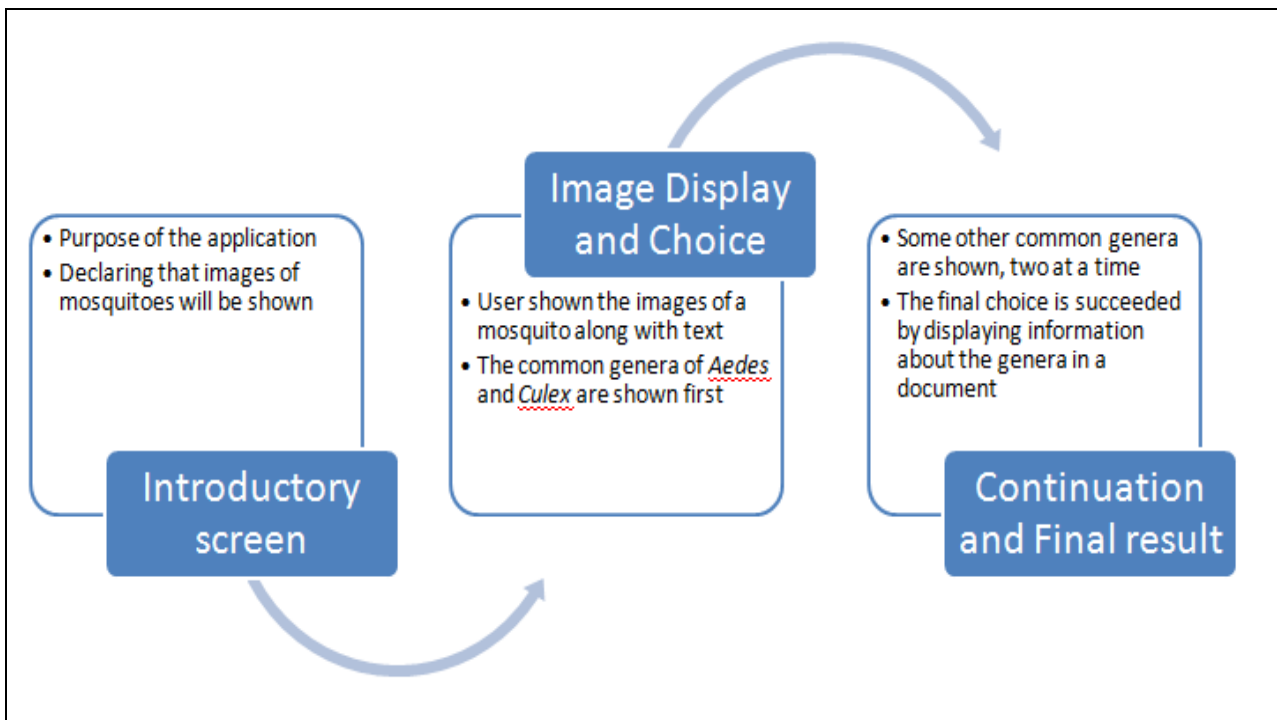 • Purpose of the application
• Declaring that images of
mosquitoes will be shown
Introductory
screen
Image Display
and Choice
• User shown the images of a
mosquito along with text
• The common genera of Aedes
and Culex are shown first
• Some other common genera
are shown, two at a time
• The final choice is succeeded
by displaying information
about the genera in a
document
Continuation
and Final result